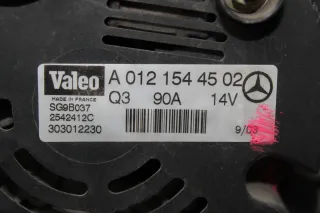 Valeo A 012 154 45 02
MADE IN FRANCE Q3 90A 14V
SG9B037
2542412C
303012230 9/03